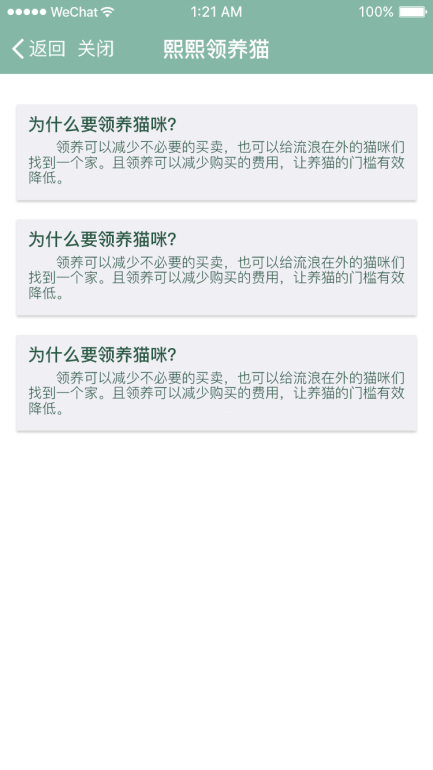 WeChat 1:21 AM 100%
返回 关闭 熙熙领养猫
为什么要领养猫咪?
领养可以减少不必要的买卖，也可以给流浪在外的猫咪们
找到一个家。且领养可以减少购买的费用，让养猫的门槛有效
降低。
为什么要领养猫咪?
领养可以减少不必要的买卖，也可以给流浪在外的猫咪们
找到一个家。且领养可以减少购买的费用，让养猫的门槛有效
降低。
为什么要领养猫咪?
领养可以减少不必要的买卖，也可以给流浪在外的猫咪们
找到一个家。且领养可以减少购买的费用，让养猫的门槛有效
降低。